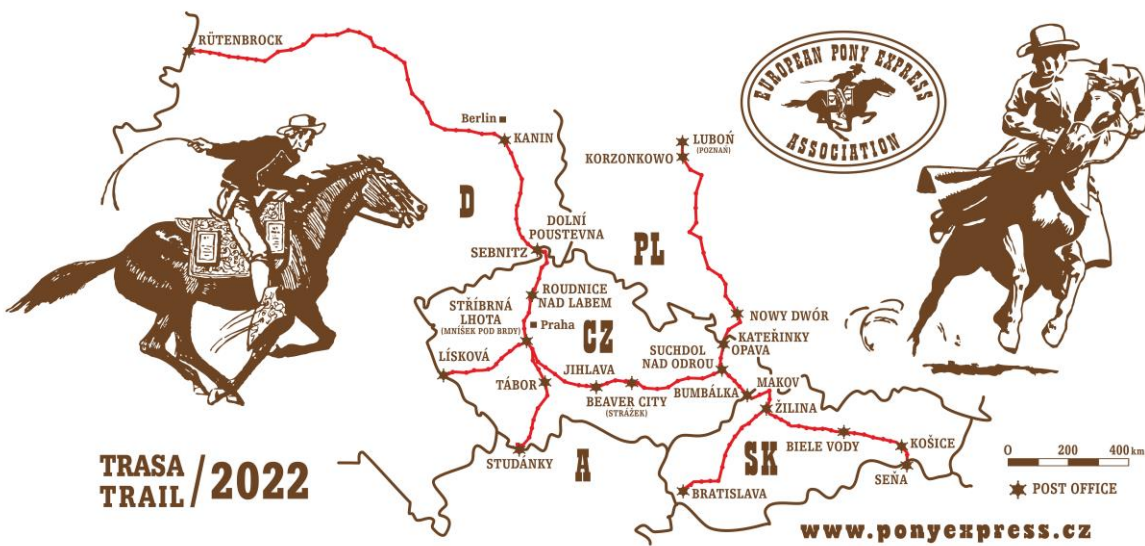 RÜTENBROCK
Berlin
KANIN
EUROPEAN PONY EXPRESS
ASSOCIATION
LUBOŃ
(POZNAŃ)
KORZONKOWO
D
DOLNÍ
POUSTEVNA
SEBNITZ
PL
ROUDNICE
NAD LABEM
STŘÍBRNÁ
LHOTA
(MNÍŠEK POD BRDY)
Praha
CZ
NOWY DWÓR
KATEŘINKY
OPAVA
SUCHDOL
NAD ODROU
LÍSKOVÁ
TÁBOR
JIHLAVA
BEAVER CITY
(STRÁŽEK)
BUMBÁLKA
MAKOV
ŽILINA
BIELE VODY
KOŠICE
SEŇA
STUDÁNKY
A
SK
BRATISLAVA
TRASA
TRAIL / 2022
0 200 400 km
POST OFFICE
www.ponyexpress.cz